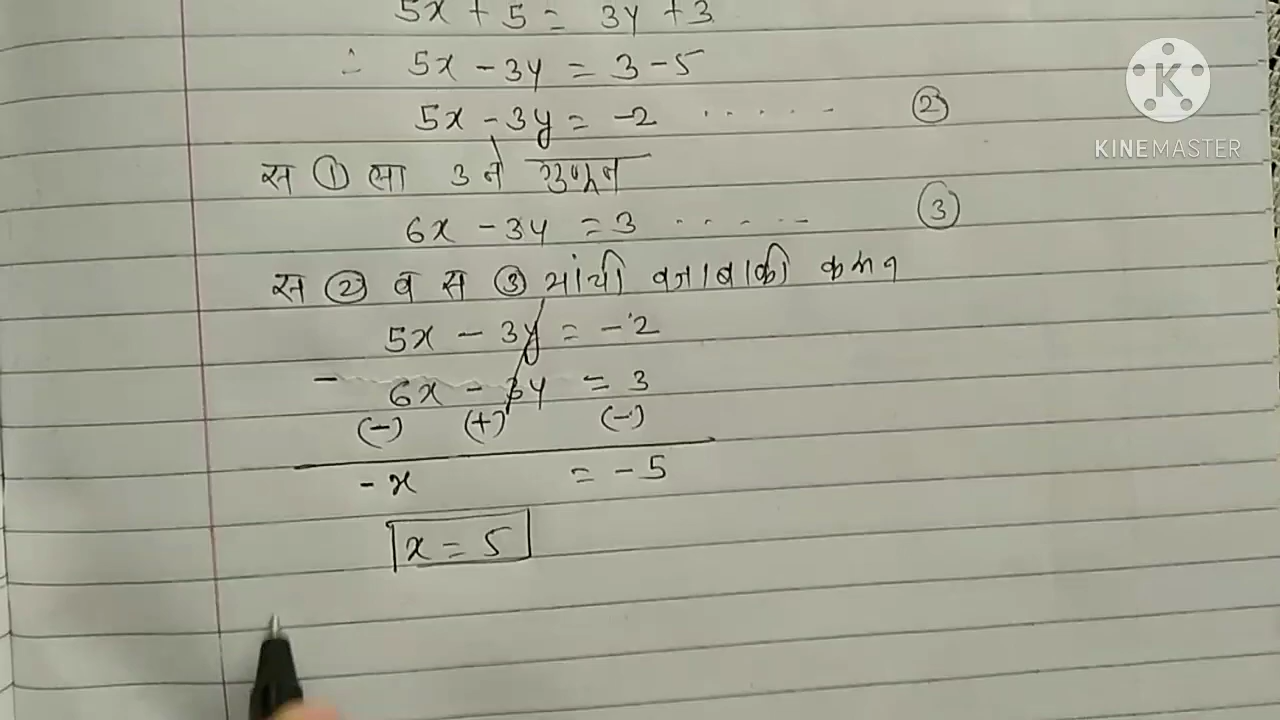 5x + 5 = 3y + 3
∴ 5x - 3y = 3 - 5
5x - 3y = -2 ..... ②
स ① ला 3 ने गुणून
6x - 3y = 3 ..... ③
स ② व स ③ यांची वजाबाकी करून
5x - 3y = -2
- 6x - 3y = 3
(-) (+) (-)
-x = -5
x = 5
K
KINEMASTER